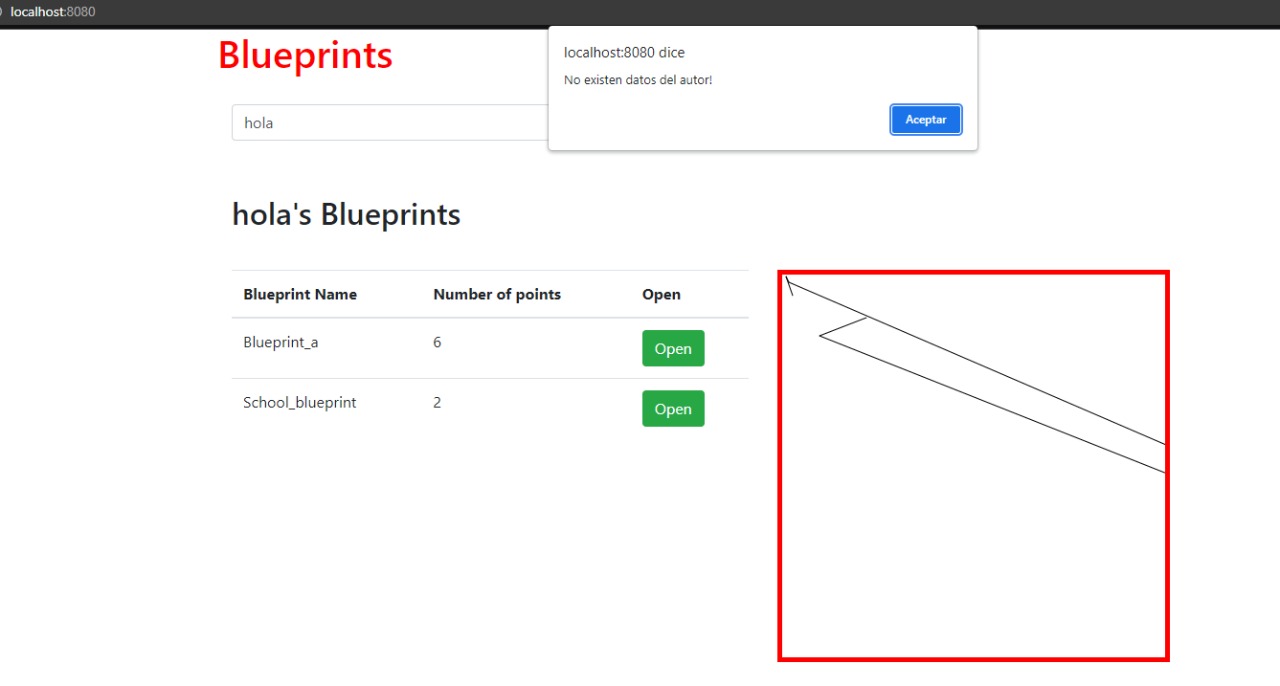 localhost:8080
Blueprints
localhost:8080 dice
No existen datos del autor!
Aceptar
hola
hola's Blueprints
Blueprint Name Number of points Open
Blueprint_a 6 Open
School_blueprint 2 Open